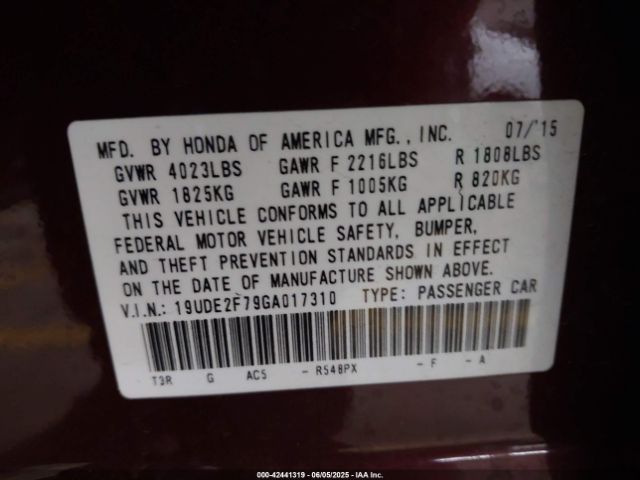 MFD. BY HONDA OF AMERICA MFG., INC. 07/'15
GVWR 4023LBS GAWR F 2216LBS R 1808LBS
GVWR 1825KG GAWR F 1005KG R 820KG
THIS VEHICLE CONFORMS TO ALL APPLICABLE
FEDERAL MOTOR VEHICLE SAFETY, BUMPER,
AND THEFT PREVENTION STANDARDS IN EFFECT
ON THE DATE OF MANUFACTURE SHOWN ABOVE.
V.I.N.: 19UDE2F79GA017310 TYPE: PASSENGER CAR
T3R G AC5 - R548PX - F - A
000-42441319 - 06/05/2025 - IAA Inc.